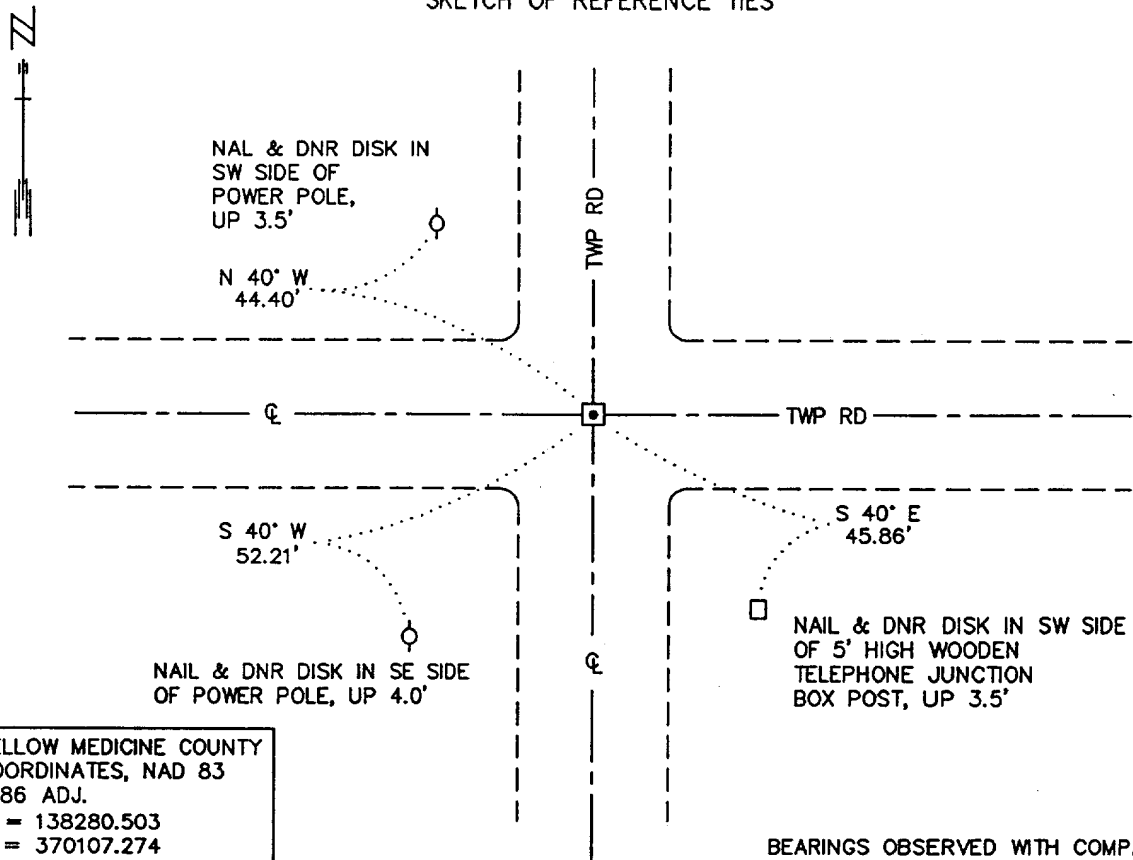 SKETCH OF REFERENCE TIES
N
NAL & DNR DISK IN
SW SIDE OF
POWER POLE,
UP 3.5'
TWP RD
N 40° W
44.40'
℄
TWP RD
S 40° W
52.21'
S 40° E
45.86'
NAIL & DNR DISK IN SE SIDE
OF POWER POLE, UP 4.0'
℄
NAIL & DNR DISK IN SW SIDE
OF 5' HIGH WOODEN
TELEPHONE JUNCTION
BOX POST, UP 3.5'
ELLOW MEDICINE COUNTY
OORDINATES, NAD 83
86 ADJ.
= 138280.503
= 370107.274
BEARINGS OBSERVED WITH COMP